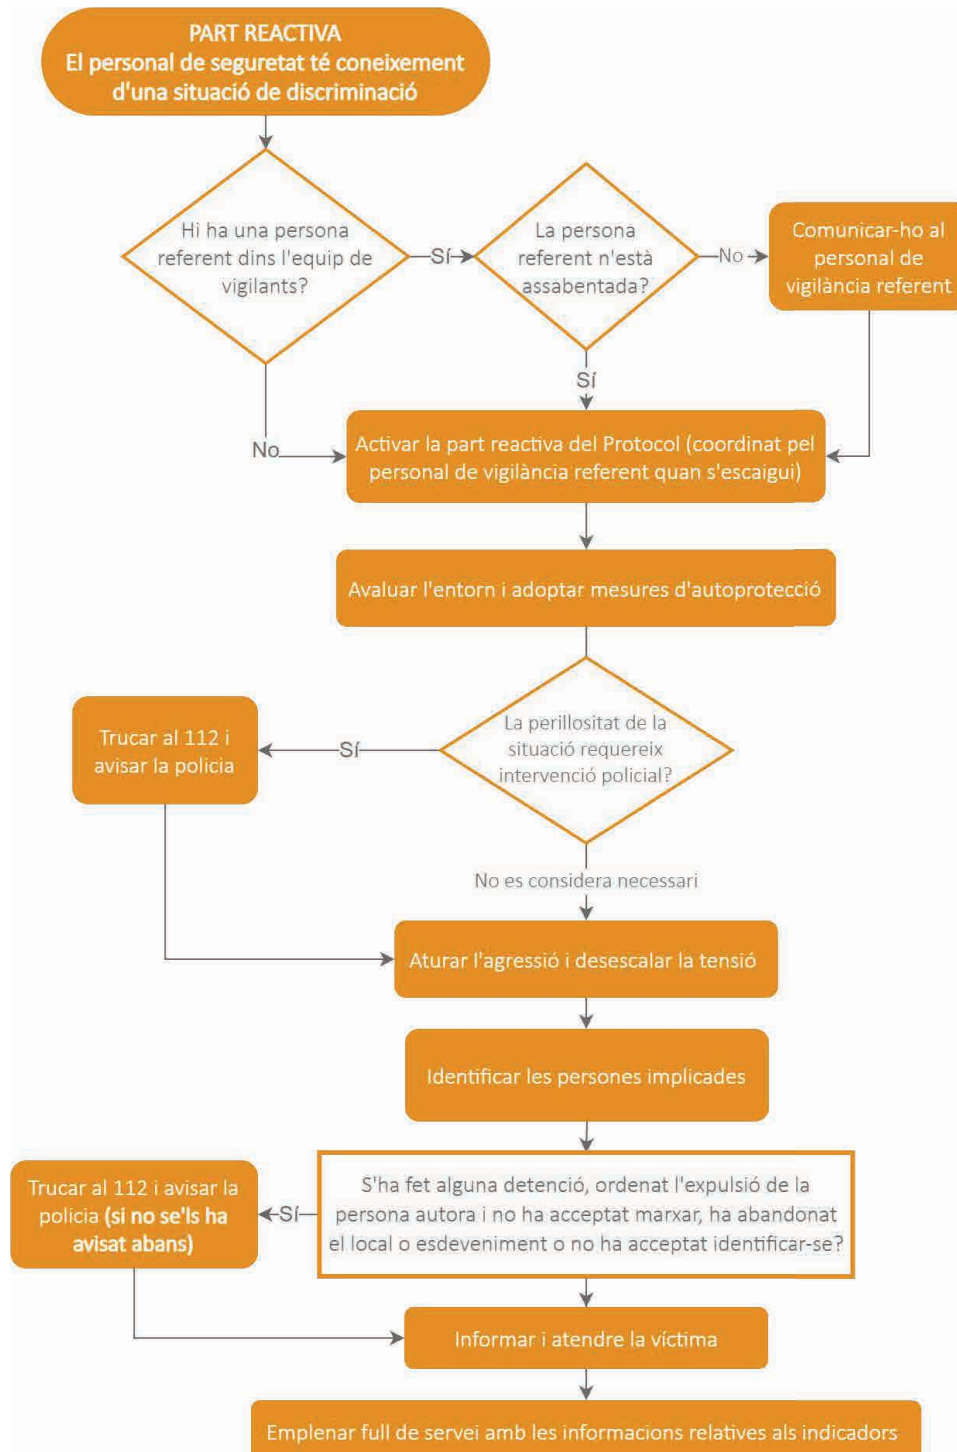 PART REACTIVA
El personal de seguretat té coneixement
d'una situació de discriminació
Hi ha una persona
referent dins l'equip de
vigilants?
Sí
La persona
referent n'està
assabentada?
No
Comunicar-ho al
personal de
vigilància referent
Sí
No
Activar la part reactiva del Protocol (coordinat pel
personal de vigilància referent quan s'escaigui)
Avaluar l'entorn i adoptar mesures d'autoprotecció
La perillositat de la
situació requereix
intervenció policial?
Sí
Trucar al 112 i
avisar la policia
No es considera necessari
Aturar l'agressió i desescalar la tensió
Identificar les persones implicades
S'ha fet alguna detenció, ordenat l'expulsió de la
persona autora i no ha acceptat marxar, ha abandonat
el local o esdeveniment o no ha acceptat identificar-se?
Sí
Trucar al 112 i avisar la
policia (si no se'ls ha
avisat abans)
Informar i atendre la víctima
Emplenar full de servei amb les informacions relatives als indicadors